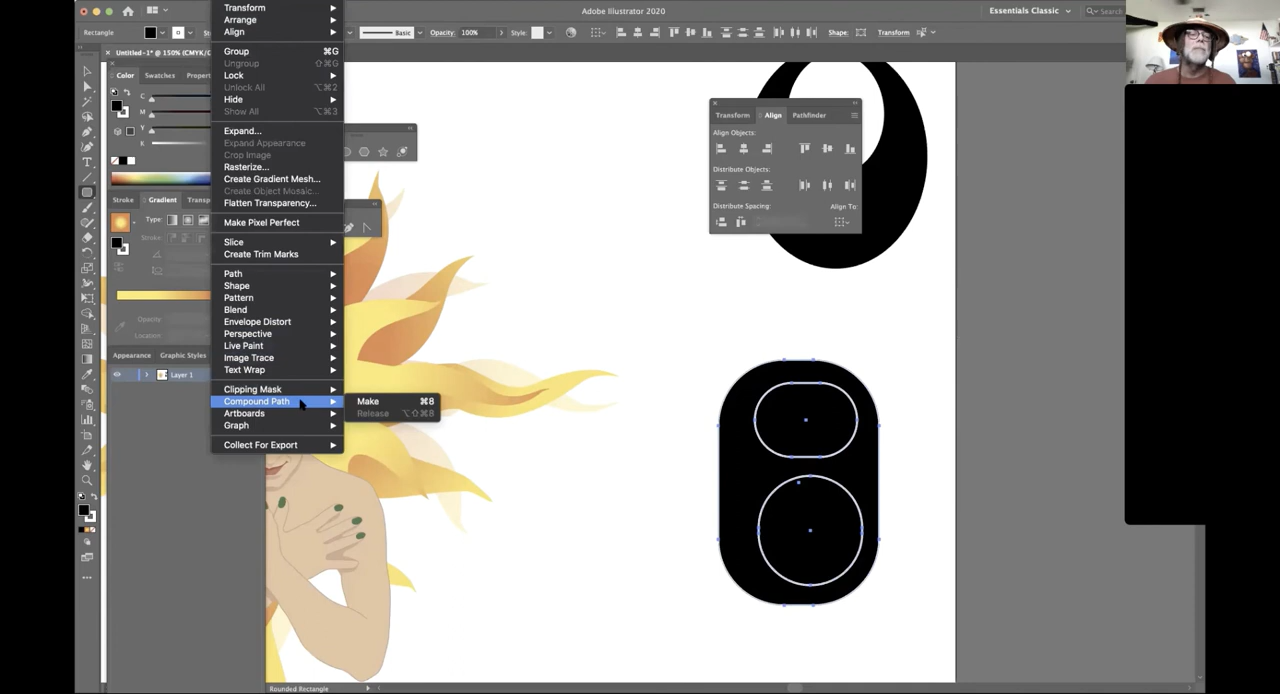 Adobe Illustrator 2020
Essentials Classic
Search
Rectangle
Basic
Opacity:
100%
Style:
Shape:
Transform
Untitled-1* @ 150% (CMYK/
Color
Swatches
C
M
Y
K
Stroke
Gradient
Type:
Stroke:
Opacity:
Location:
Appearance
Graphic Styles
Layer 1
Transform
Arrange
Align
Group ⌘G
Ungroup ⇧⌘G
Lock
Unlock All ⌥⌘2
Hide
Show All ⌥⌘3
Expand...
Expand Appearance
Crop Image
Rasterize...
Create Gradient Mesh...
Create Object Mosaic...
Flatten Transparency...
Make Pixel Perfect
Slice
Create Trim Marks
Path
Shape
Pattern
Blend
Envelope Distort
Perspective
Live Paint
Image Trace
Text Wrap
Clipping Mask
Compound Path
Artboards
Graph
Collect For Export
Make ⌘8
Release ⌥⇧⌘8
Transform
Align
Pathfinder
Align Objects:
Distribute Objects:
Distribute Spacing:
Align To:
Rounded Rectangle